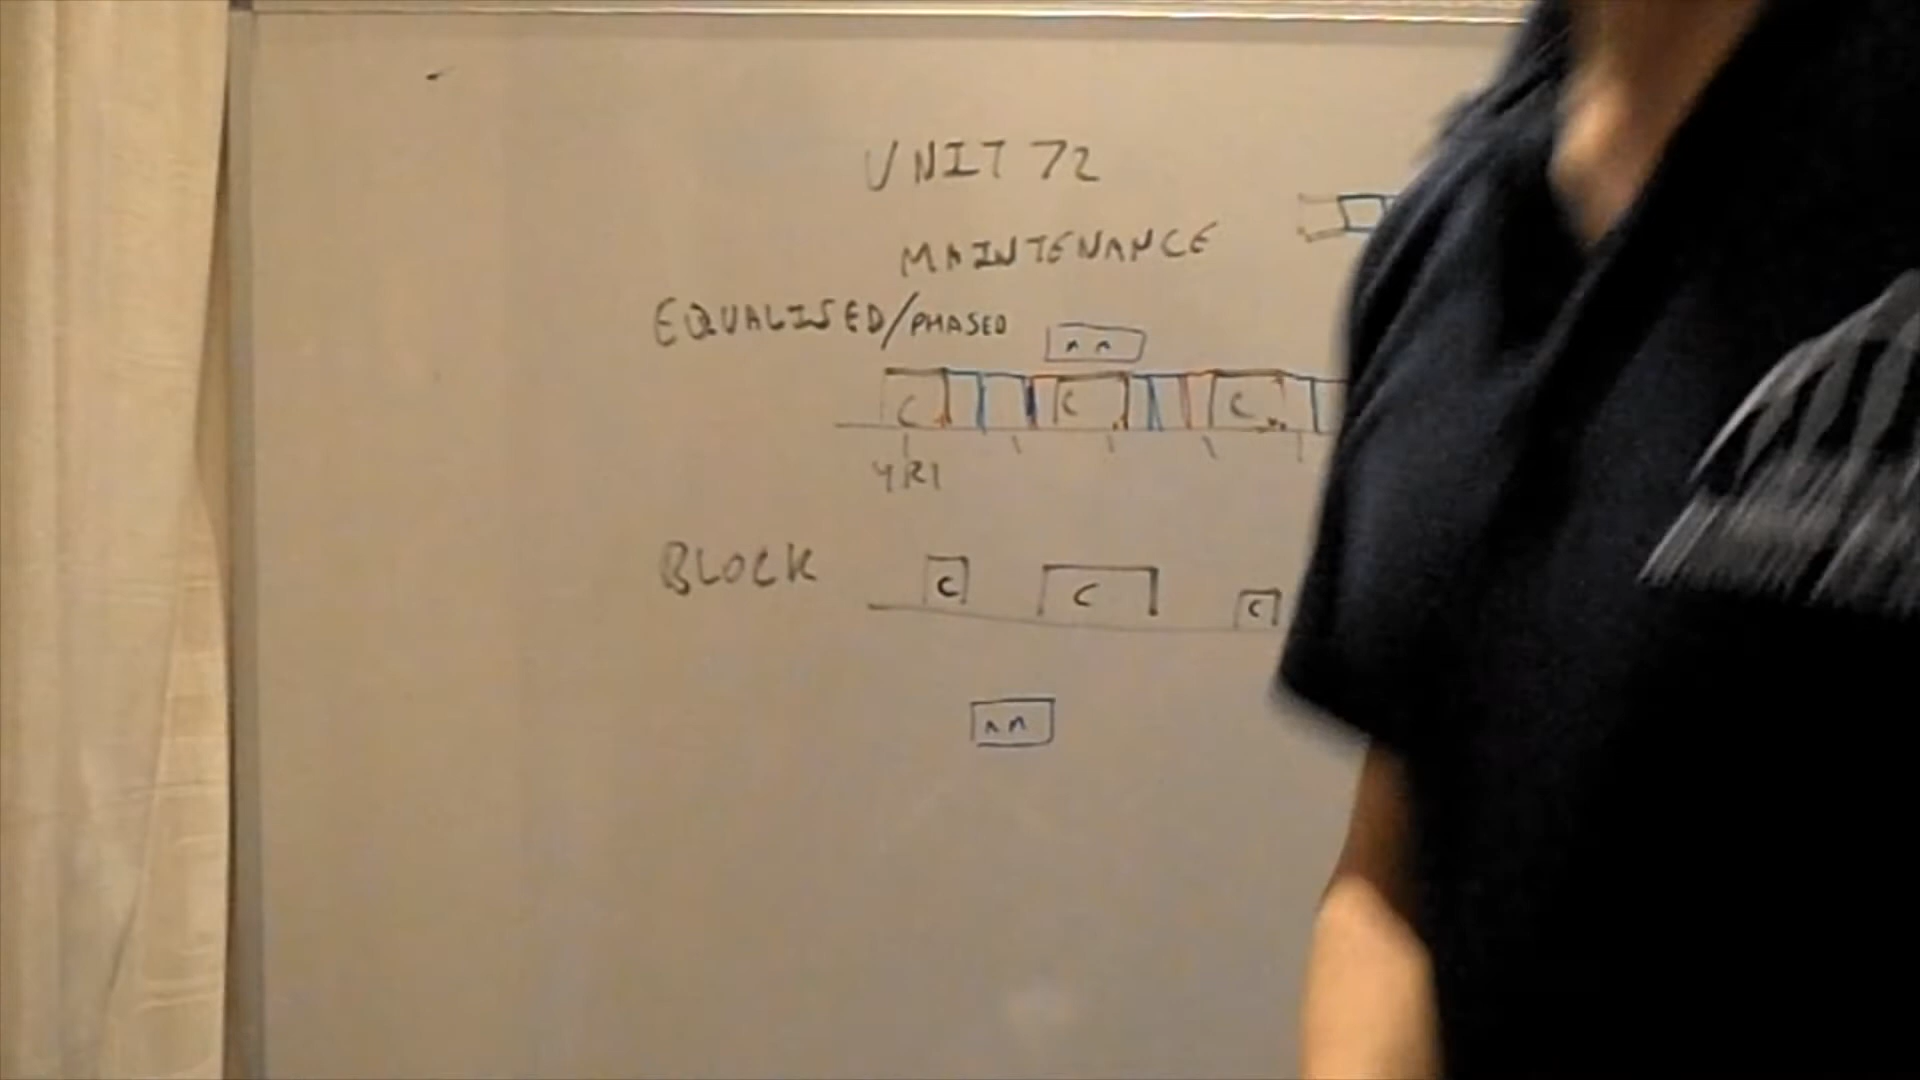 UNIT 72
MAINTENANCE
EQUALISED/PHASED
C C C
YR1
BLOCK
C C C